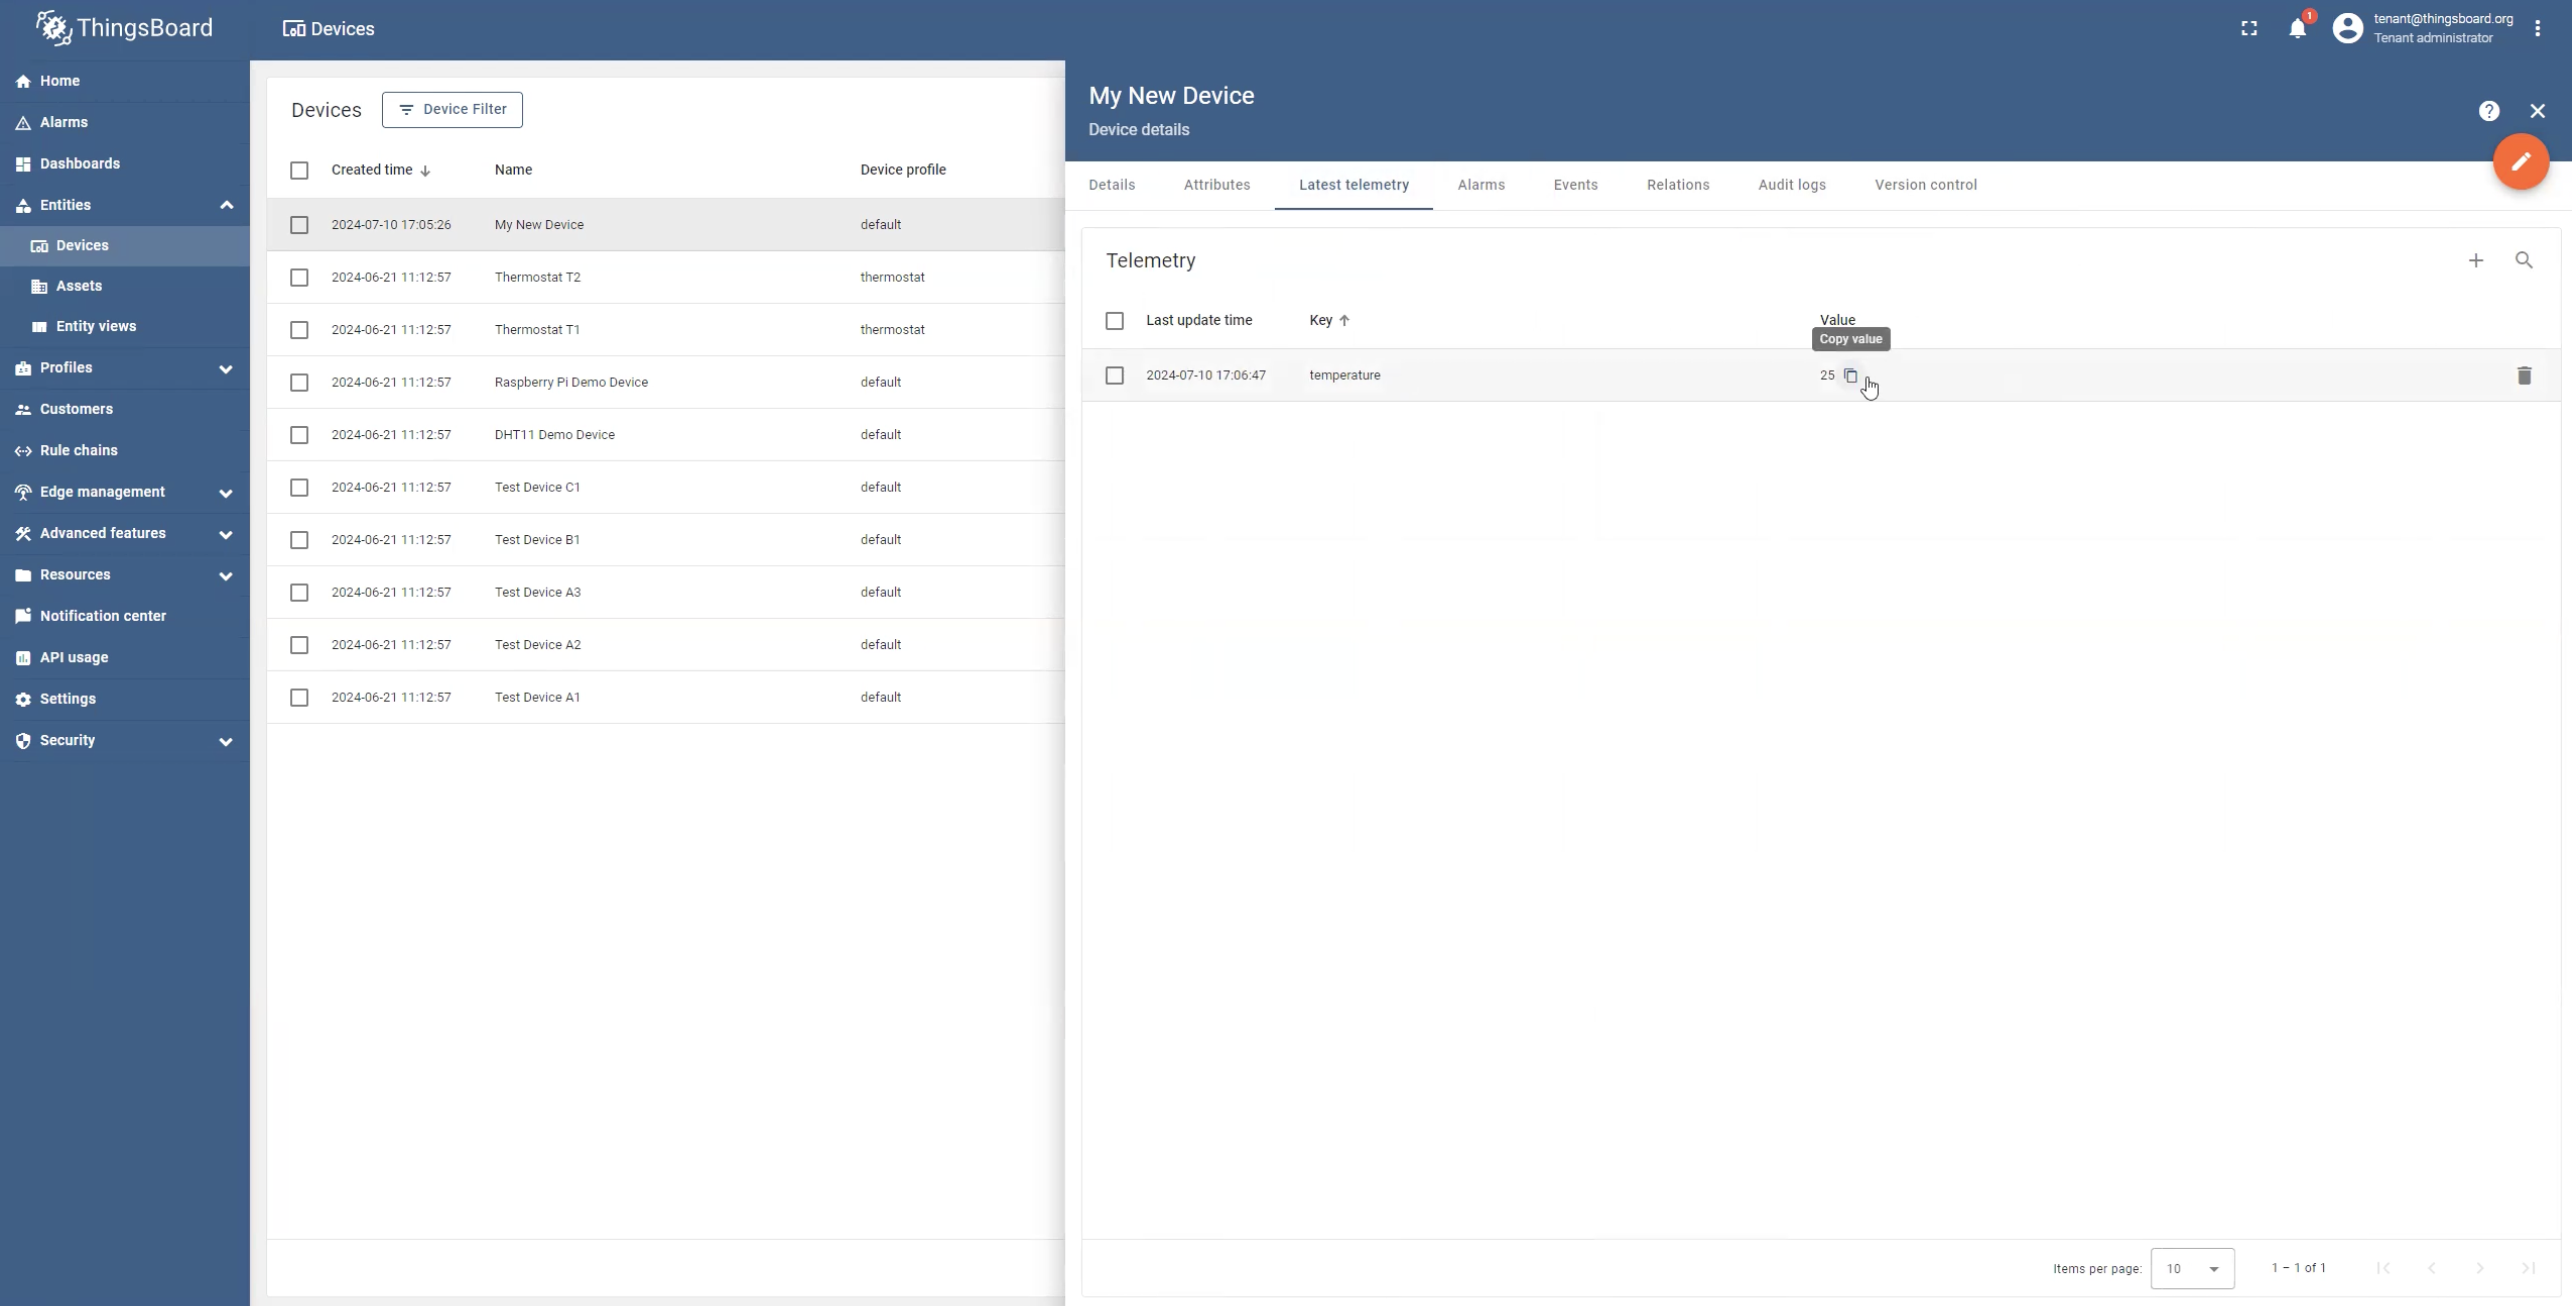 ThingsBoard
Devices
1
tenant@thingsboard.org
Tenant administrator
Home
Alarms
Dashboards
Entities
Devices
Assets
Entity views
Profiles
Customers
Rule chains
Edge management
Advanced features
Resources
Notification center
API usage
Settings
Security
Devices
Device Filter
Created time Name Device profile
2024-07-10 17:05:26 My New Device default
2024-06-21 11:12:57 Thermostat T2 thermostat
2024-06-21 11:12:57 Thermostat T1 thermostat
2024-06-21 11:12:57 Raspberry Pi Demo Device default
2024-06-21 11:12:57 DHT11 Demo Device default
2024-06-21 11:12:57 Test Device C1 default
2024-06-21 11:12:57 Test Device B1 default
2024-06-21 11:12:57 Test Device A3 default
2024-06-21 11:12:57 Test Device A2 default
2024-06-21 11:12:57 Test Device A1 default
My New Device
Device details
Details Attributes Latest telemetry Alarms Events Relations Audit logs Version control
Telemetry
Last update time Key Value
Copy value
2024-07-10 17:06:47 temperature 25
Items per page: 10 1 – 1 of 1